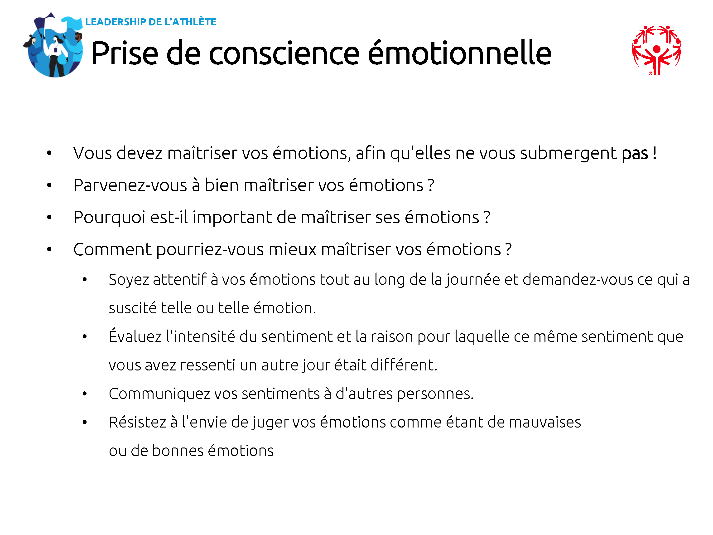 LEADERSHIP DE L'ATHLÈTE
Prise de conscience émotionnelle
• Vous devez maîtriser vos émotions, afin qu'elles ne vous submergent pas !
• Parvenez-vous à bien maîtriser vos émotions ?
• Pourquoi est-il important de maîtriser ses émotions ?
• Comment pourriez-vous mieux maîtriser vos émotions ?
• Soyez attentif à vos émotions tout au long de la journée et demandez-vous ce qui a
suscité telle ou telle émotion.
• Évaluez l'intensité du sentiment et la raison pour laquelle ce même sentiment que
vous avez ressenti un autre jour était différent.
• Communiquez vos sentiments à d'autres personnes.
• Résistez à l'envie de juger vos émotions comme étant de mauvaises
ou de bonnes émotions